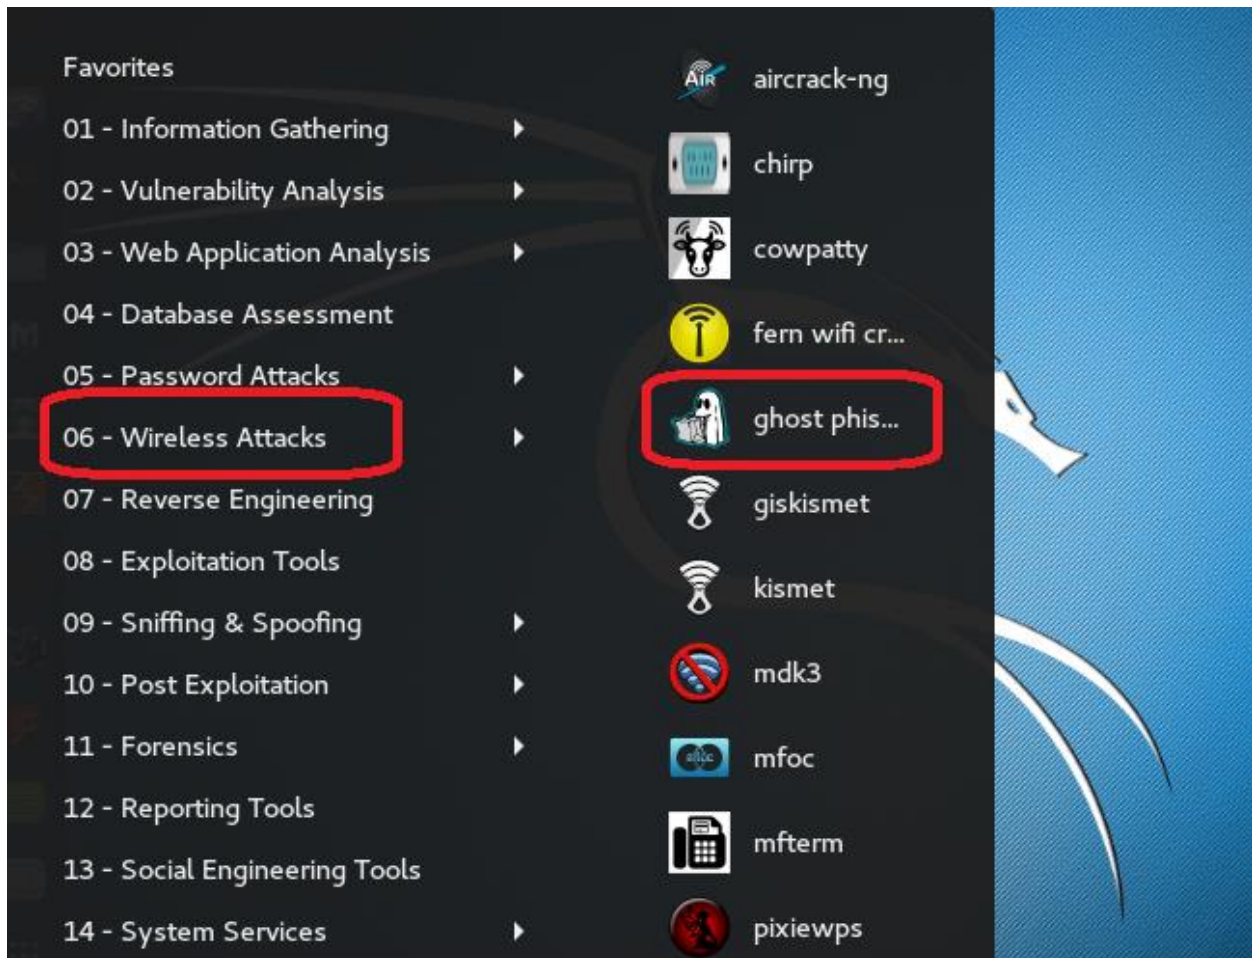 Favorites
01 - Information Gathering
02 - Vulnerability Analysis
03 - Web Application Analysis
04 - Database Assessment
05 - Password Attacks
06 - Wireless Attacks
07 - Reverse Engineering
08 - Exploitation Tools
09 - Sniffing & Spoofing
10 - Post Exploitation
11 - Forensics
12 - Reporting Tools
13 - Social Engineering Tools
14 - System Services
AIR
aircrack-ng
chirp
cowpatty
fern wifi cr...
ghost phis...
giskismet
kismet
mdk3
mfoc
mfterm
pixiewps